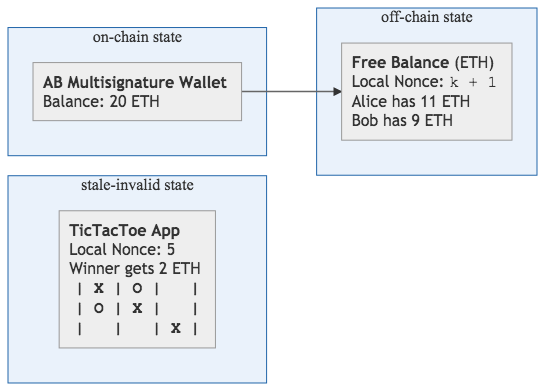 on-chain state
AB Multisignature Wallet
Balance: 20 ETH
off-chain state
Free Balance (ETH)
Local Nonce: k + 1
Alice has 11 ETH
Bob has 9 ETH
stale-invalid state
TicTacToe App
Local Nonce: 5
Winner gets 2 ETH
| X | O |   |
| O | X |   |
|   |   | X |